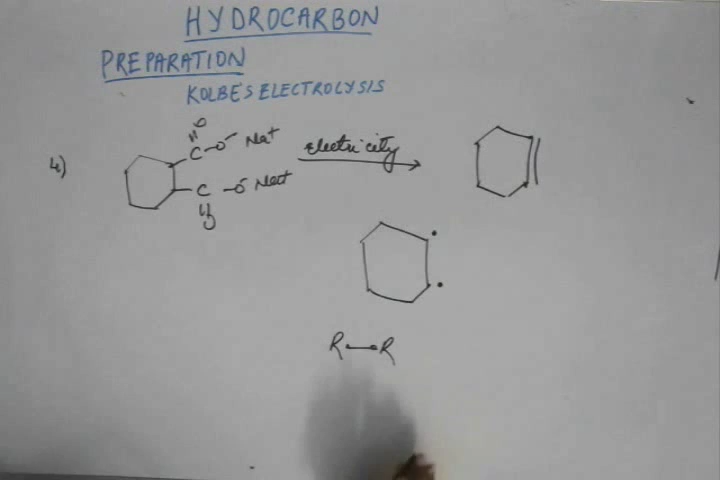 HYDROCARBON
PREPARATION
KOLBE'S ELECTROLYSIS
4)
O
C -O⁻ Na⁺ electricity
C -O⁻ Na⁺
O
R—R